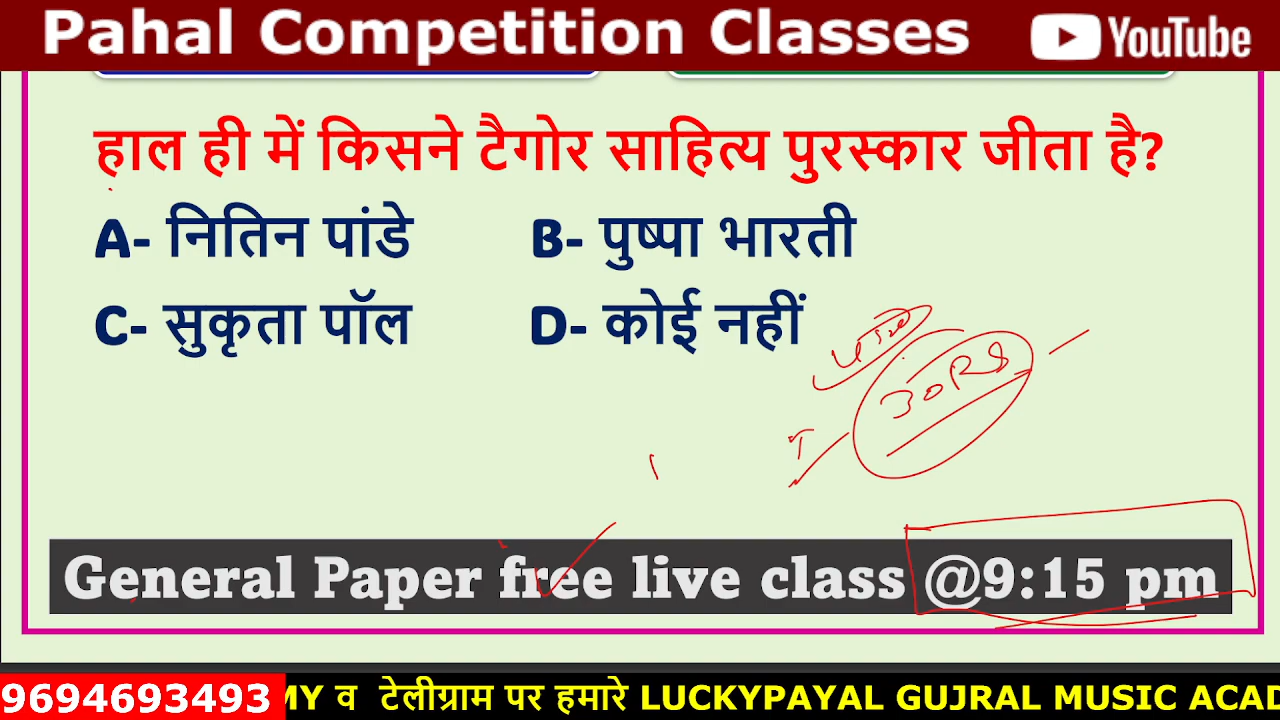 Pahal Competition Classes YouTube
हाल ही में किसने टैगोर साहित्य पुरस्कार जीता है?
A- नितिन पांडे B- पुष्पा भारती
C- सुकृता पॉल D- कोई नहीं
30RS
General Paper free live class @9:15 pm
9694693493 MY व टेलीग्राम पर हमारे LUCKYPAYAL GUJRAL MUSIC ACAD